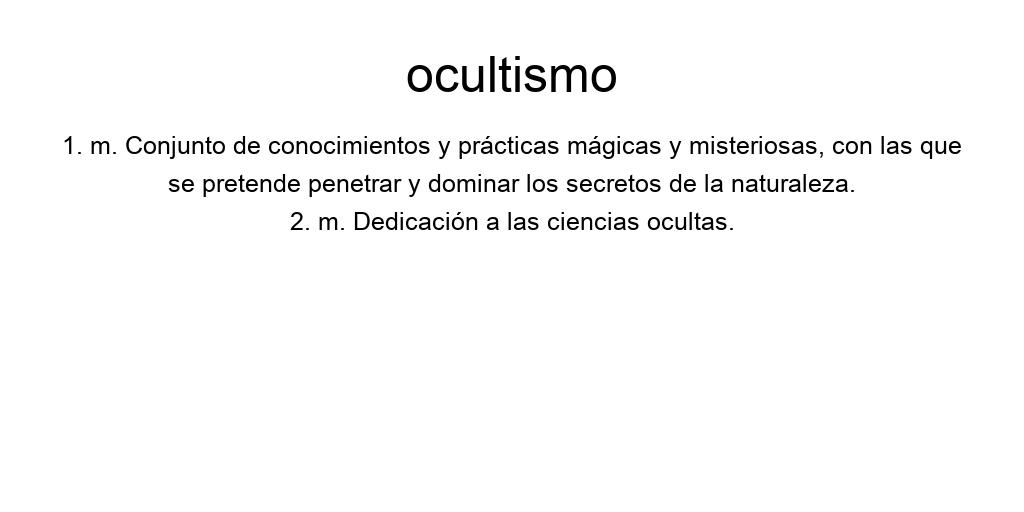 ocultismo
1. m. Conjunto de conocimientos y prácticas mágicas y misteriosas, con las que
se pretende penetrar y dominar los secretos de la naturaleza.
2. m. Dedicación a las ciencias ocultas.